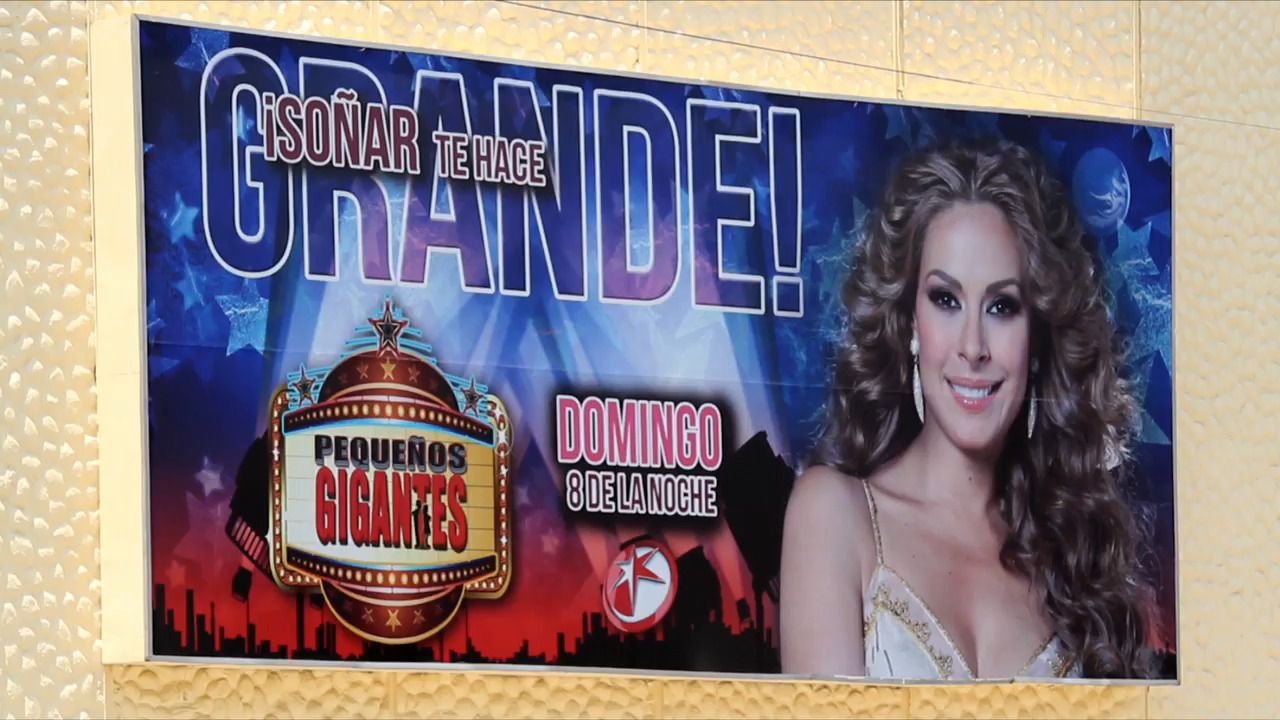 ¡SOÑAR TE HACE
GRANDE!
PEQUEÑOS
GIGANTES
DOMINGO
8 DE LA NOCHE